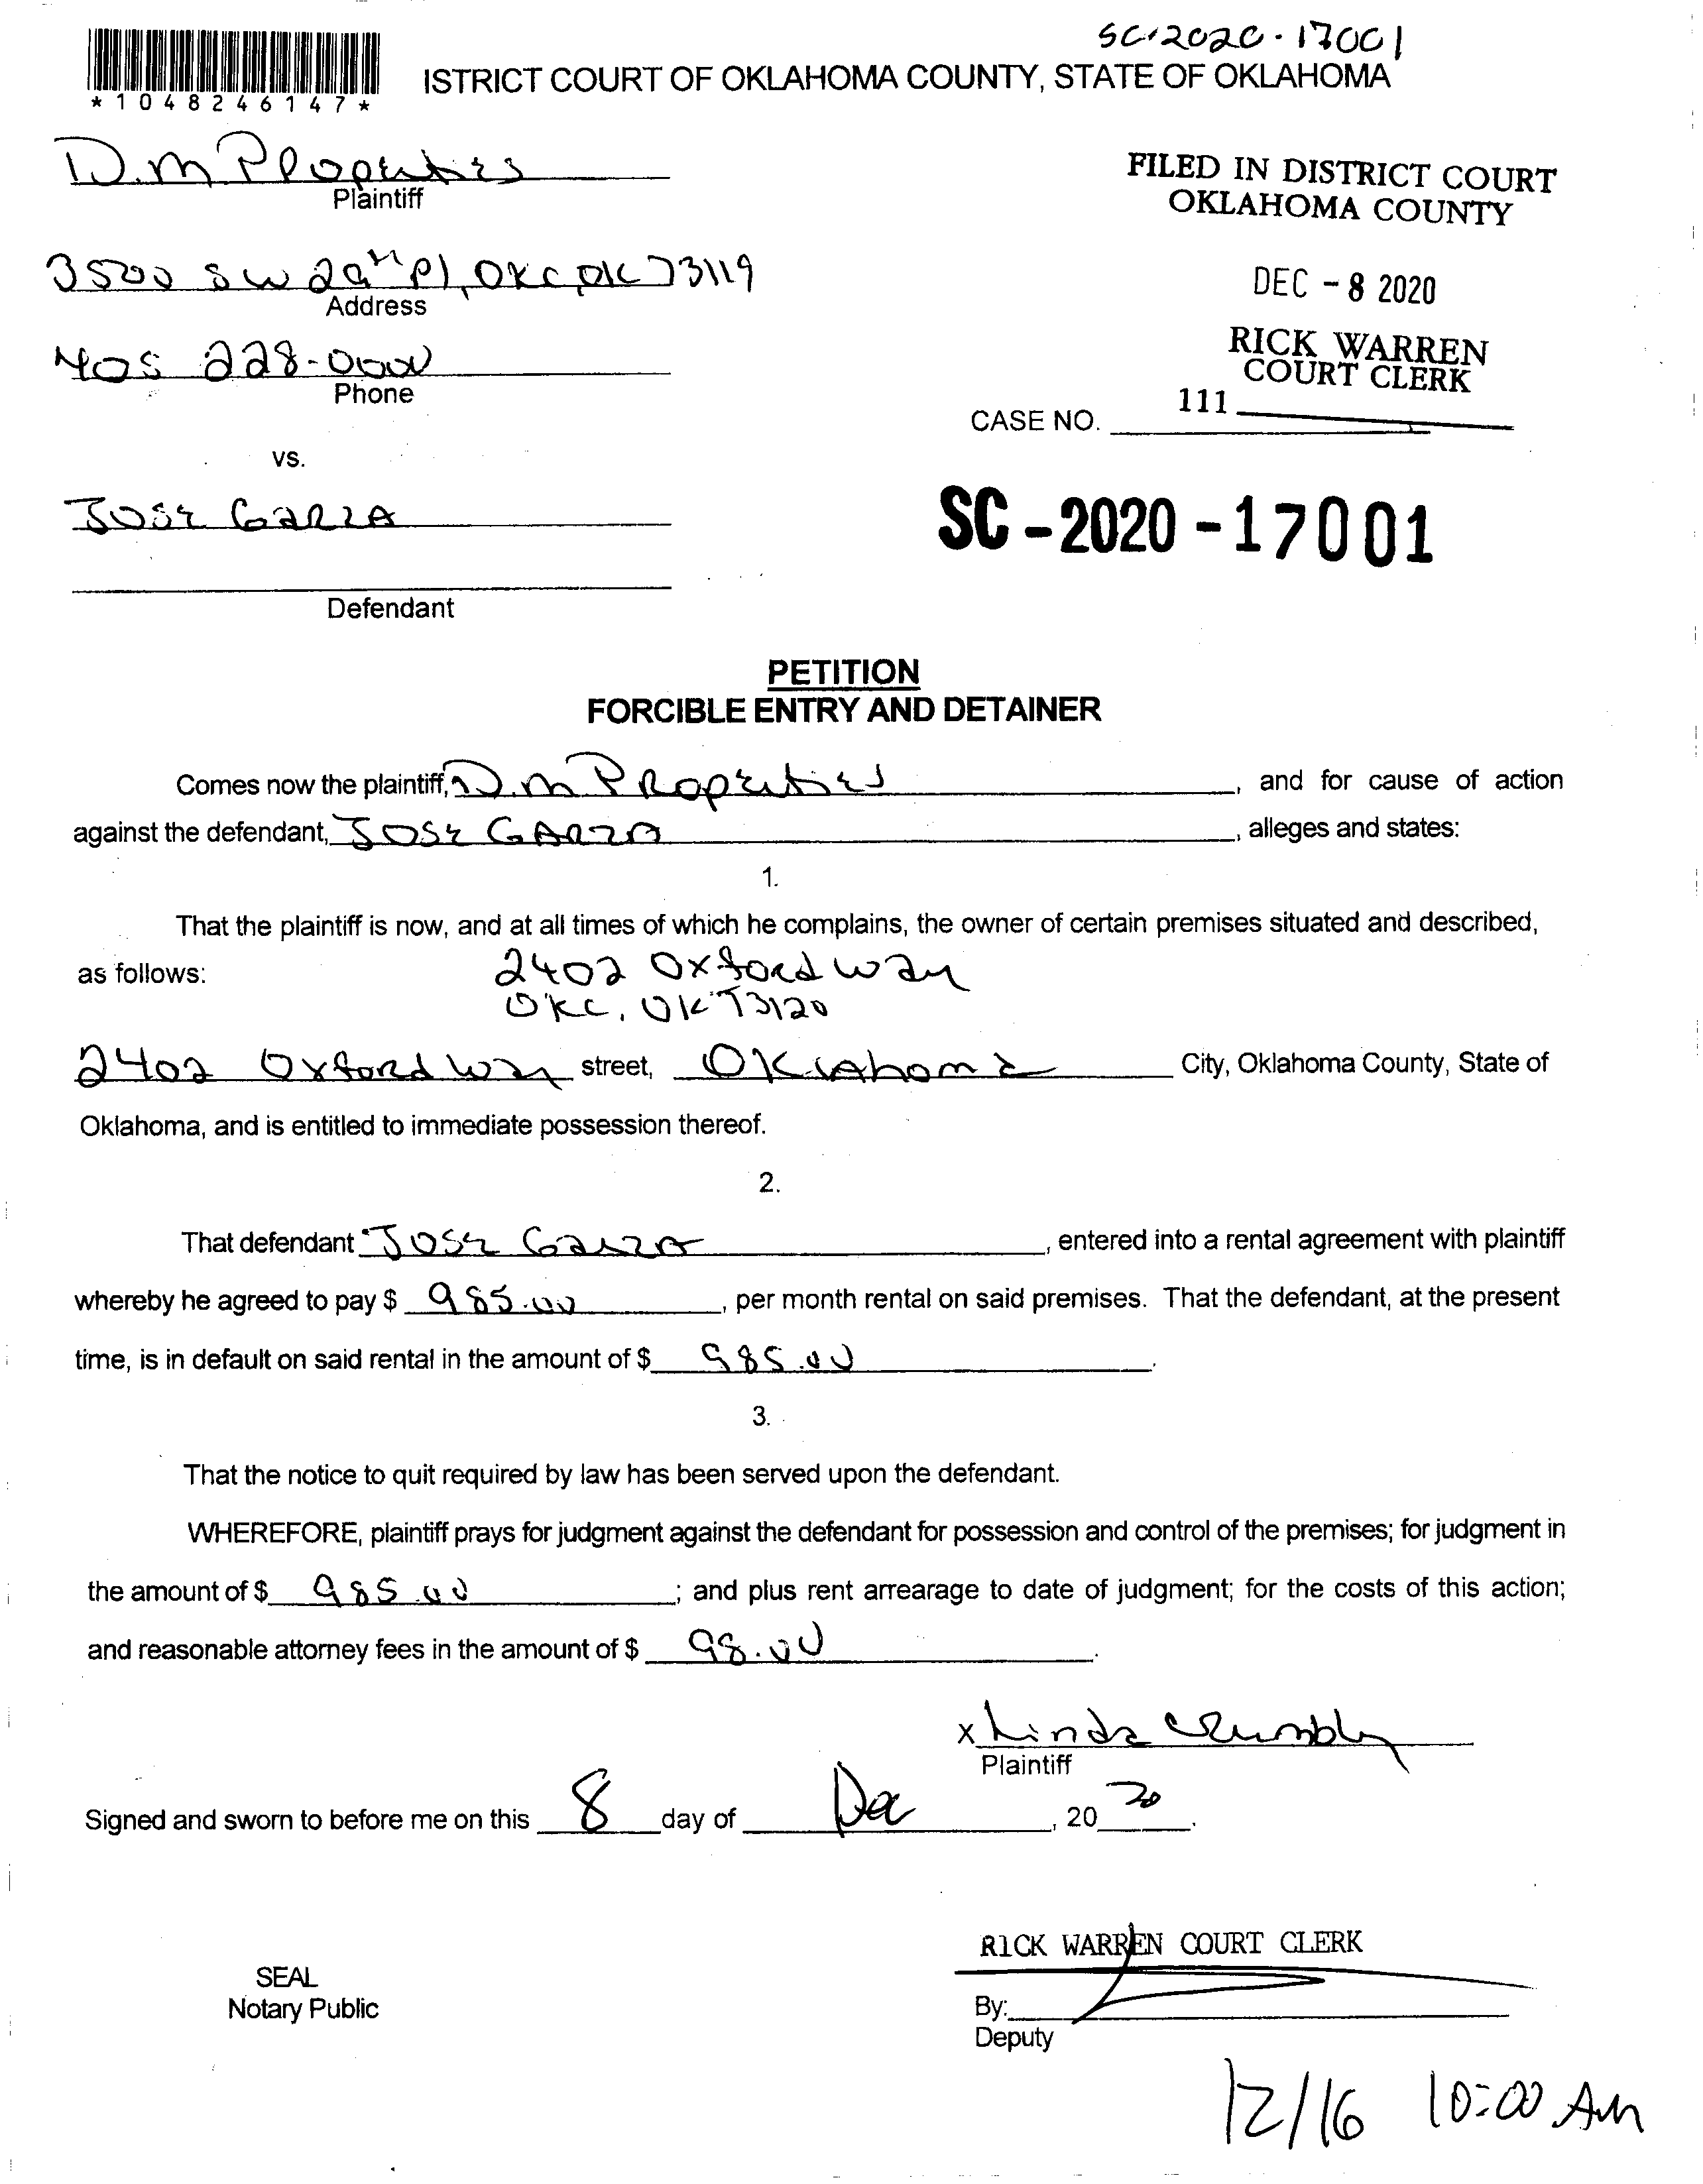 SC-2020-17001
*1048246147*
ISTRICT COURT OF OKLAHOMA COUNTY, STATE OF OKLAHOMA
D.M Properties
Plaintiff
FILED IN DISTRICT COURT
OKLAHOMA COUNTY
3500 SW 29th Pl, OKC, OK 73119
Address
DEC - 8 2020
RICK WARREN
COURT CLERK
405 228-0000
Phone
111
CASE NO.
vs.
JOSE GARZA
SC-2020-17001
Defendant
PETITION
FORCIBLE ENTRY AND DETAINER
Comes now the plaintiff, D.M Properties, and for cause of action
against the defendant, JOSE GARZA, alleges and states:
1.
That the plaintiff is now, and at all times of which he complains, the owner of certain premises situated and described,
as follows: 2402 Oxford Way
OKC, OK 73120
2402 Oxford Way street, Oklahoma City, Oklahoma County, State of
Oklahoma, and is entitled to immediate possession thereof.
2.
That defendant JOSE GARZA, entered into a rental agreement with plaintiff
whereby he agreed to pay $ 985.00, per month rental on said premises. That the defendant, at the present
time, is in default on said rental in the amount of $ 985.00.
3.
That the notice to quit required by law has been served upon the defendant.
WHEREFORE, plaintiff prays for judgment against the defendant for possession and control of the premises; for judgment in
the amount of $ 985.00; and plus rent arrearage to date of judgment; for the costs of this action;
and reasonable attorney fees in the amount of $ 98.00.
x Linda Crumbly
Plaintiff
Signed and sworn to before me on this 8 day of Dec, 20 20.
RICK WARREN COURT CLERK
SEAL
Notary Public
By:
Deputy
12/16 10:00 AM